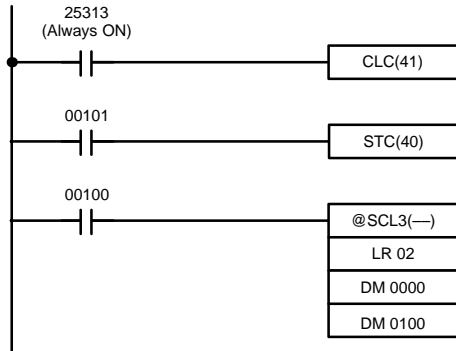 25313
(Always ON)
CLC(41)
00101
STC(40)
00100
@SCL3(––)
LR 02
DM 0000
DM 0100